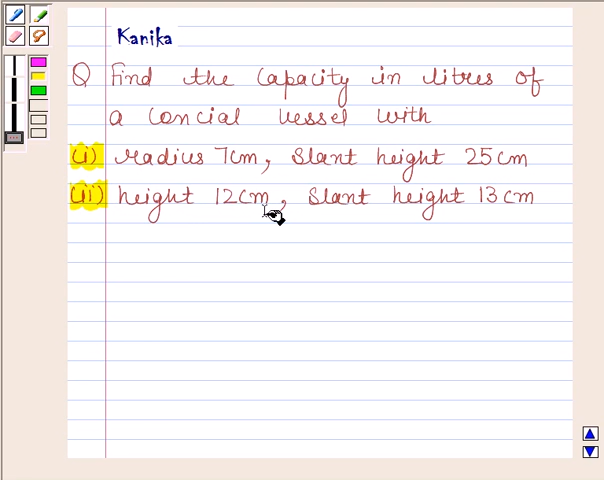 Kanika
Q Find the capacity in litres of
a concial vessel with
(i) radius 7cm, Slant height 25cm
(ii) height 12cm, Slant height 13cm